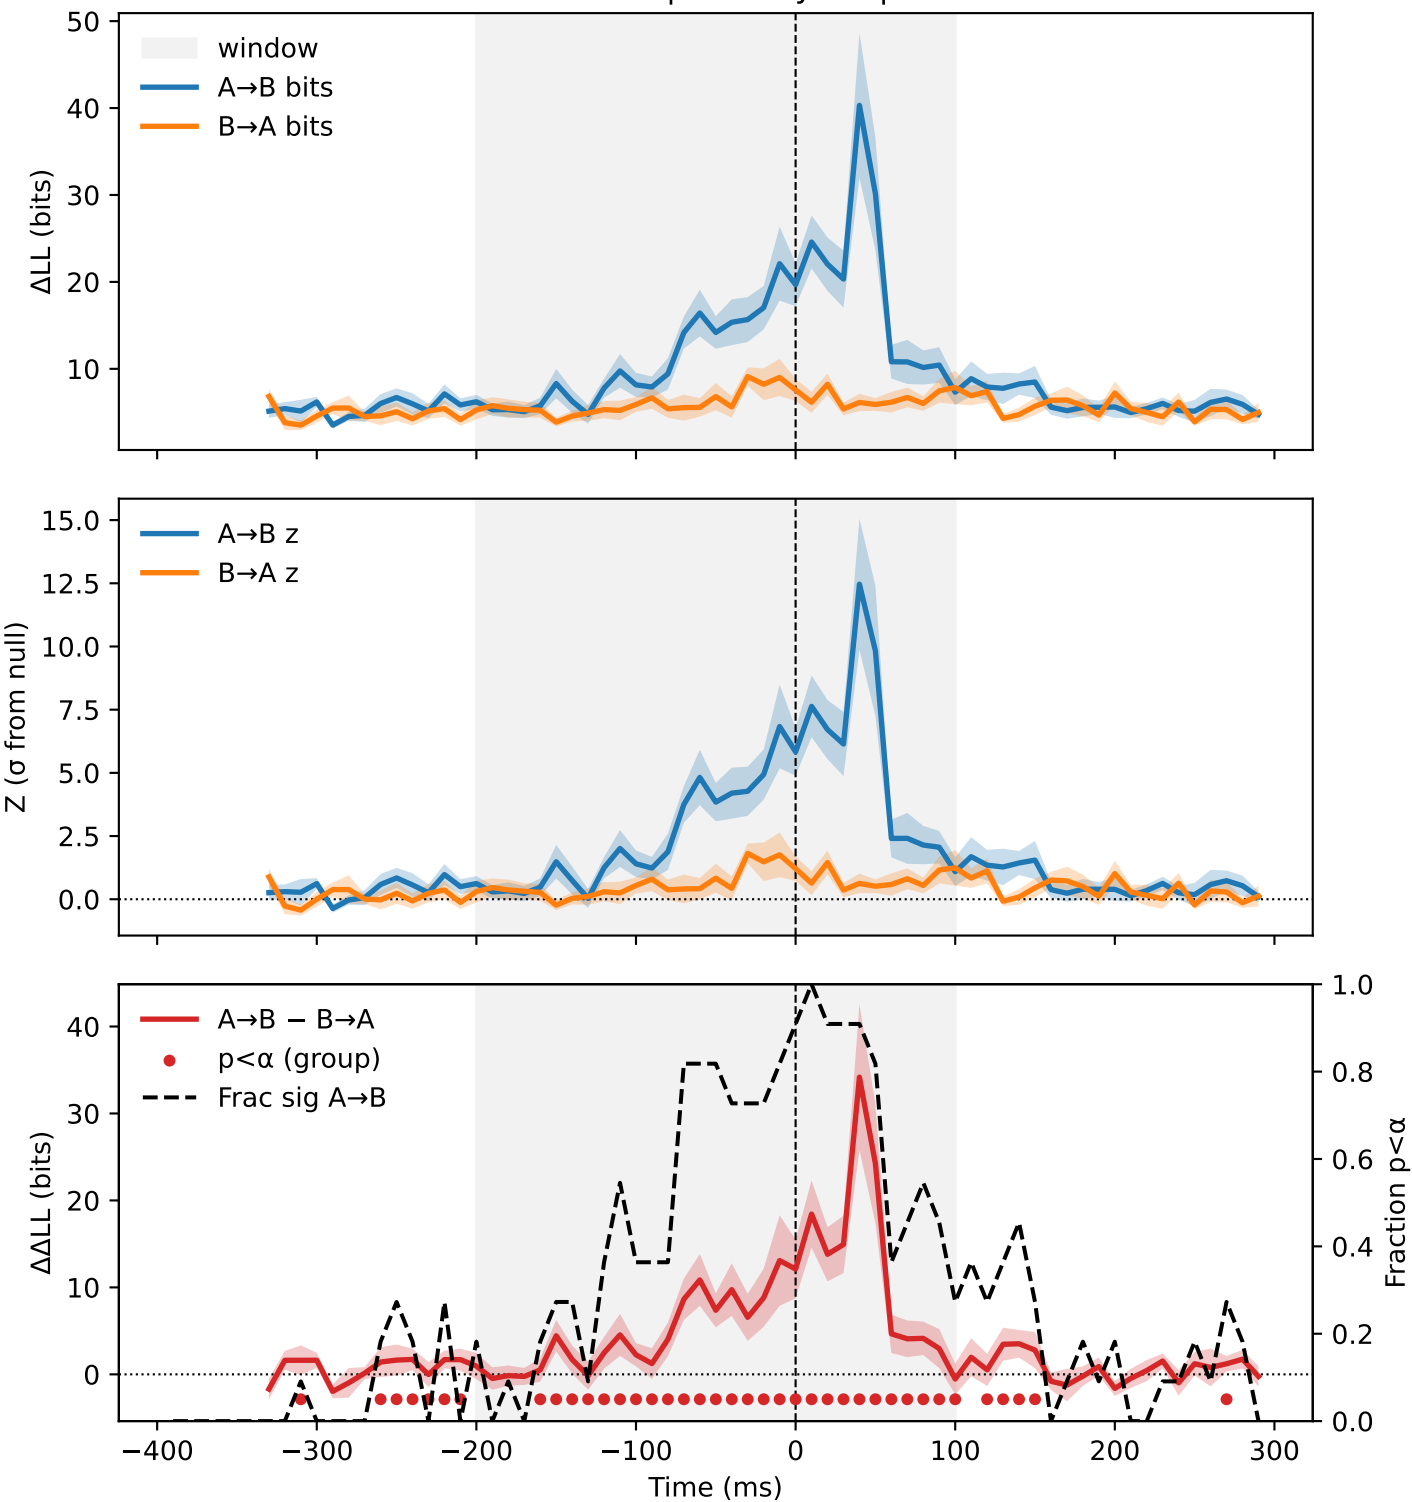 50
40
30
20
10
ΔLL (bits)
window
A→B bits
B→A bits
15.0
12.5
10.0
7.5
5.0
2.5
0.0
Z (σ from null)
A→B z
B→A z
40
30
20
10
0
ΔΔLL (bits)
A→B − B→A
p<α (group)
Frac sig A→B
1.0
0.8
0.6
0.4
0.2
0.0
Fraction p<α
−400 −300 −200 −100 0 100 200 300
Time (ms)